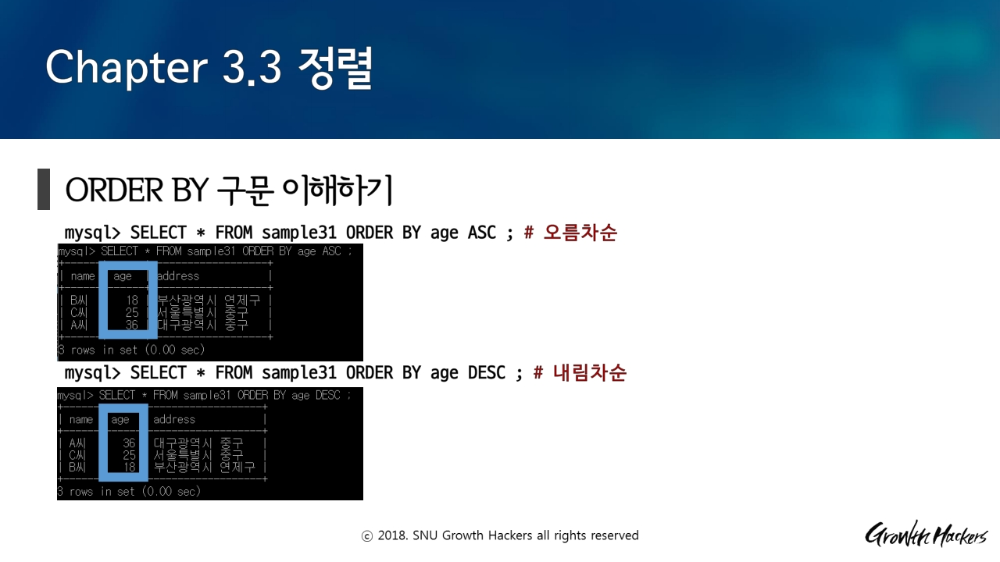 Chapter 3.3 정렬
ORDER BY 구문 이해하기
mysql> SELECT * FROM sample31 ORDER BY age ASC ; # 오름차순
mysql> SELECT * FROM sample31 ORDER BY age ASC ;
| name | age | address |
| B씨 | 18 | 부산광역시 연제구 |
| C씨 | 25 | 서울특별시 중구 |
| A씨 | 36 | 대구광역시 중구 |
3 rows in set (0.00 sec)
mysql> SELECT * FROM sample31 ORDER BY age DESC ; # 내림차순
mysql> SELECT * FROM sample31 ORDER BY age DESC ;
| name | age | address |
| A씨 | 36 | 대구광역시 중구 |
| C씨 | 25 | 서울특별시 중구 |
| B씨 | 18 | 부산광역시 연제구 |
3 rows in set (0.00 sec)
ⓒ 2018. SNU Growth Hackers all rights reserved
Growth Hackers